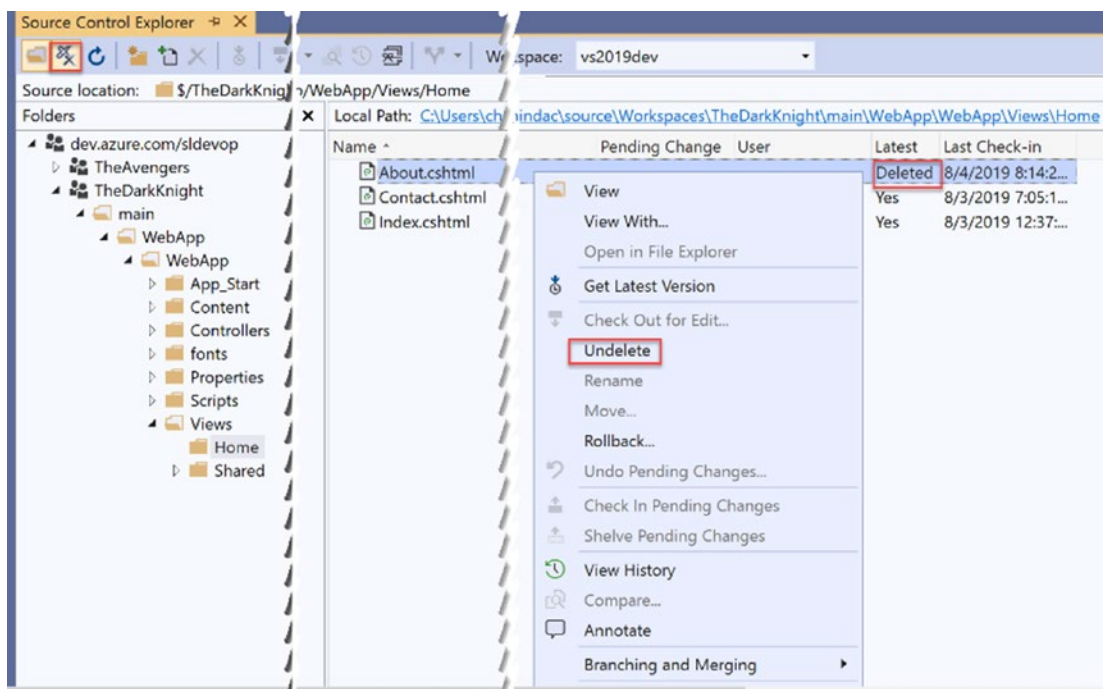 Source Control Explorer
Workspace: vs2019dev
Source location: $/TheDarkKnight/WebApp/Views/Home
Folders
Local Path: C:\Users\ch indac\source\Workspaces\TheDarkKnight\main\WebApp\WebApp\Views\Home
dev.azure.com/sldevop
TheAvengers
TheDarkKnight
main
WebApp
WebApp
App_Start
Content
Controllers
fonts
Properties
Scripts
Views
Home
Shared
Name Pending Change User Latest Last Check-in
About.cshtml Deleted 8/4/2019 8:14:2...
Contact.cshtml Yes 8/3/2019 7:05:1...
Index.cshtml Yes 8/3/2019 12:37:...
View
View With...
Open in File Explorer
Get Latest Version
Check Out for Edit...
Undelete
Rename
Move...
Rollback...
Undo Pending Changes...
Check In Pending Changes
Shelve Pending Changes
View History
Compare...
Annotate
Branching and Merging